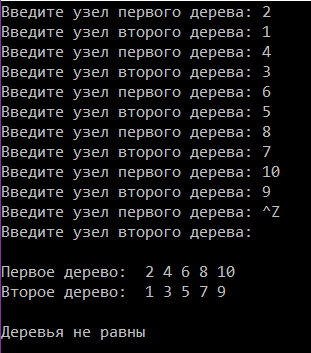 Введите узел первого дерева: 2
Введите узел второго дерева: 1
Введите узел первого дерева: 4
Введите узел второго дерева: 3
Введите узел первого дерева: 6
Введите узел второго дерева: 5
Введите узел первого дерева: 8
Введите узел второго дерева: 7
Введите узел первого дерева: 10
Введите узел второго дерева: 9
Введите узел первого дерева: ^Z
Введите узел второго дерева:
Первое дерево:  2 4 6 8 10
Второе дерево:  1 3 5 7 9
Деревья не равны